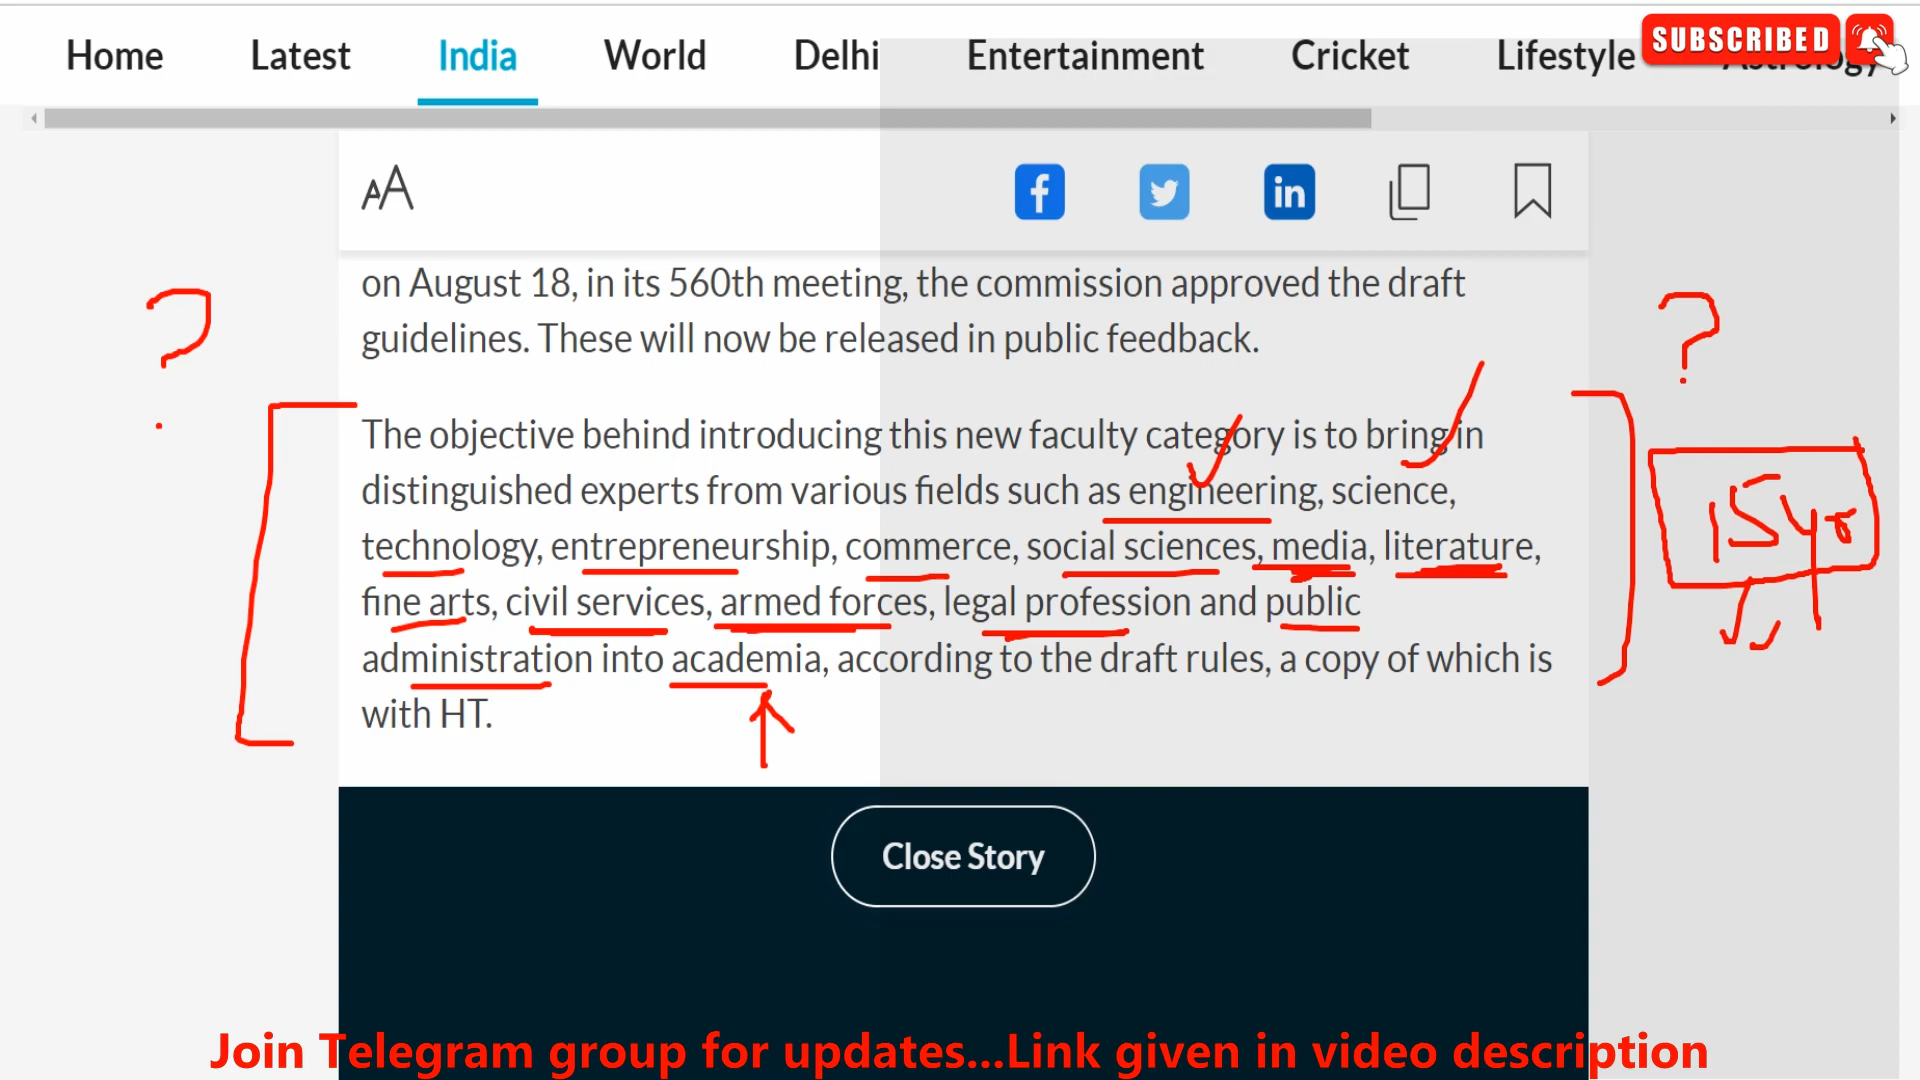 Home Latest India World Delhi Entertainment Cricket Lifestyle Astrology
SUBSCRIBED
AA
on August 18, in its 560th meeting, the commission approved the draft
guidelines. These will now be released in public feedback.
? ?
The objective behind introducing this new faculty category is to bring in
distinguished experts from various fields such as engineering, science,
15yr
technology, entrepreneurship, commerce, social sciences, media, literature,
fine arts, civil services, armed forces, legal profession and public
administration into academia, according to the draft rules, a copy of which is
with HT.
Close Story
Join Telegram group for updates...Link given in video description